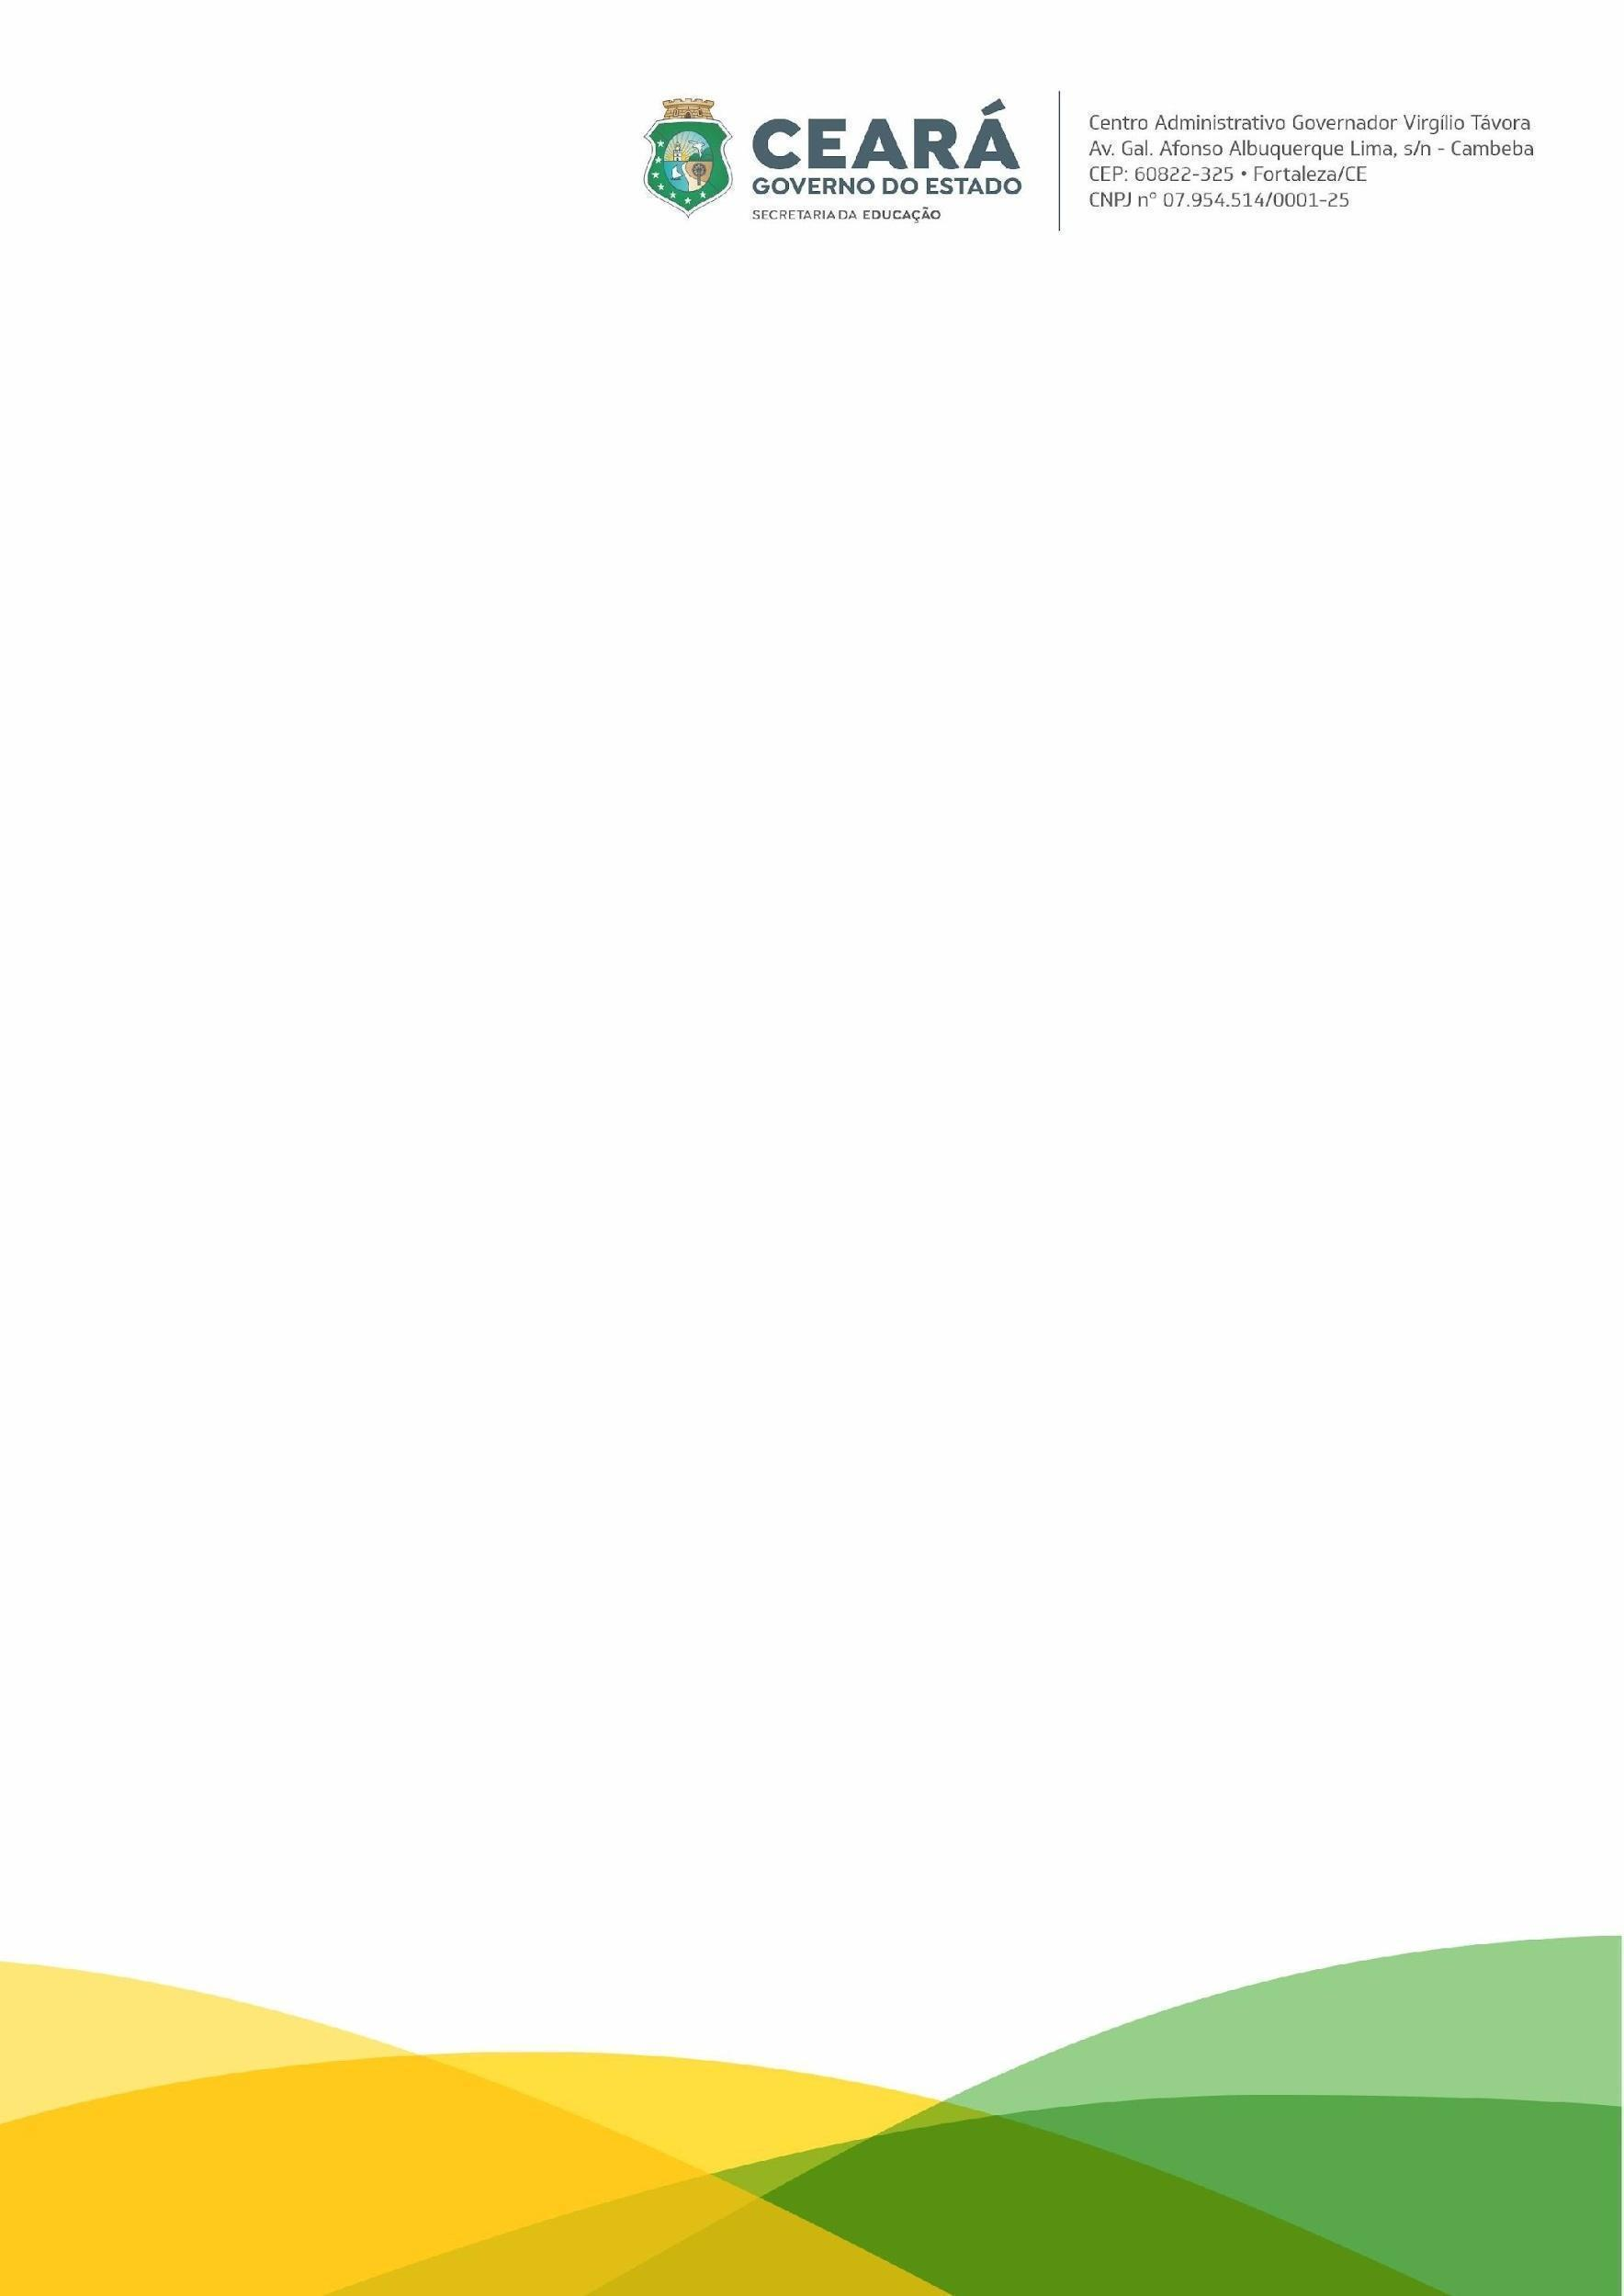 CEARÁ
GOVERNO DO ESTADO
SECRETARIA DA EDUCAÇÃO
Centro Administrativo Governador Virgílio Távora
Av. Gal. Afonso Albuquerque Lima, s/n - Cambeba
CEP: 60822-325 • Fortaleza/CE
CNPJ nº 07.954.514/0001-25